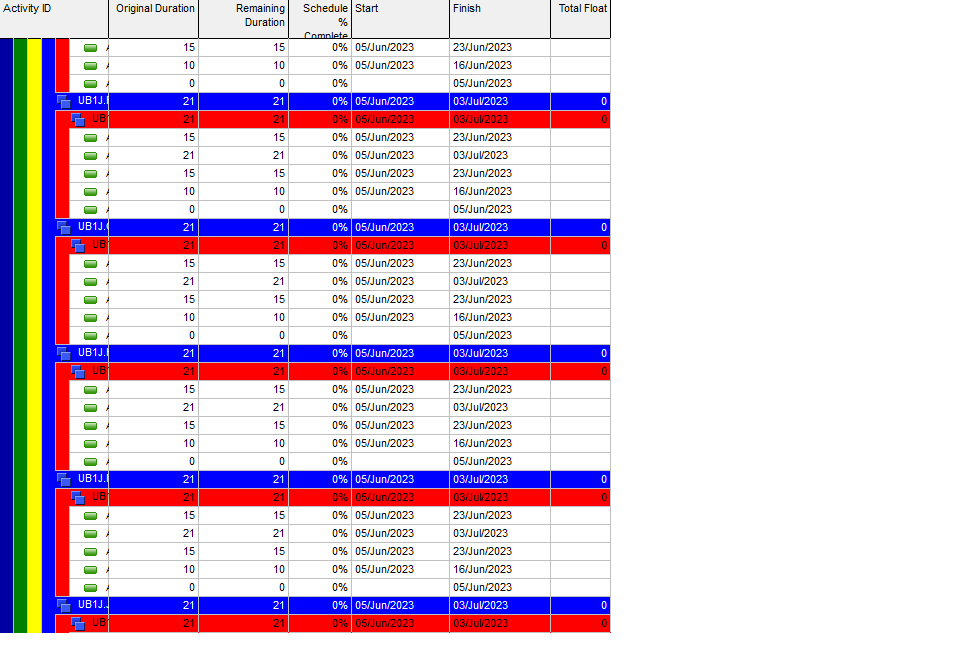 Activity ID Original Duration Remaining Duration Schedule % Complete Start Finish Total Float
15 15 0% 05/Jun/2023 23/Jun/2023
10 10 0% 05/Jun/2023 16/Jun/2023
0 0 0% 05/Jun/2023
UB1J. 21 21 0% 05/Jun/2023 03/Jul/2023 0
UB1 21 21 0% 05/Jun/2023 03/Jul/2023 0
15 15 0% 05/Jun/2023 23/Jun/2023
21 21 0% 05/Jun/2023 03/Jul/2023
15 15 0% 05/Jun/2023 23/Jun/2023
10 10 0% 05/Jun/2023 16/Jun/2023
0 0 0% 05/Jun/2023
UB1J. 21 21 0% 05/Jun/2023 03/Jul/2023 0
UB1 21 21 0% 05/Jun/2023 03/Jul/2023 0
15 15 0% 05/Jun/2023 23/Jun/2023
21 21 0% 05/Jun/2023 03/Jul/2023
15 15 0% 05/Jun/2023 23/Jun/2023
10 10 0% 05/Jun/2023 16/Jun/2023
0 0 0% 05/Jun/2023
UB1J. 21 21 0% 05/Jun/2023 03/Jul/2023 0
UB1 21 21 0% 05/Jun/2023 03/Jul/2023 0
15 15 0% 05/Jun/2023 23/Jun/2023
21 21 0% 05/Jun/2023 03/Jul/2023
15 15 0% 05/Jun/2023 23/Jun/2023
10 10 0% 05/Jun/2023 16/Jun/2023
0 0 0% 05/Jun/2023
UB1J. 21 21 0% 05/Jun/2023 03/Jul/2023 0
UB1 21 21 0% 05/Jun/2023 03/Jul/2023 0
15 15 0% 05/Jun/2023 23/Jun/2023
21 21 0% 05/Jun/2023 03/Jul/2023
15 15 0% 05/Jun/2023 23/Jun/2023
10 10 0% 05/Jun/2023 16/Jun/2023
0 0 0% 05/Jun/2023
UB1J. 21 21 0% 05/Jun/2023 03/Jul/2023 0
UB1 21 21 0% 05/Jun/2023 03/Jul/2023 0